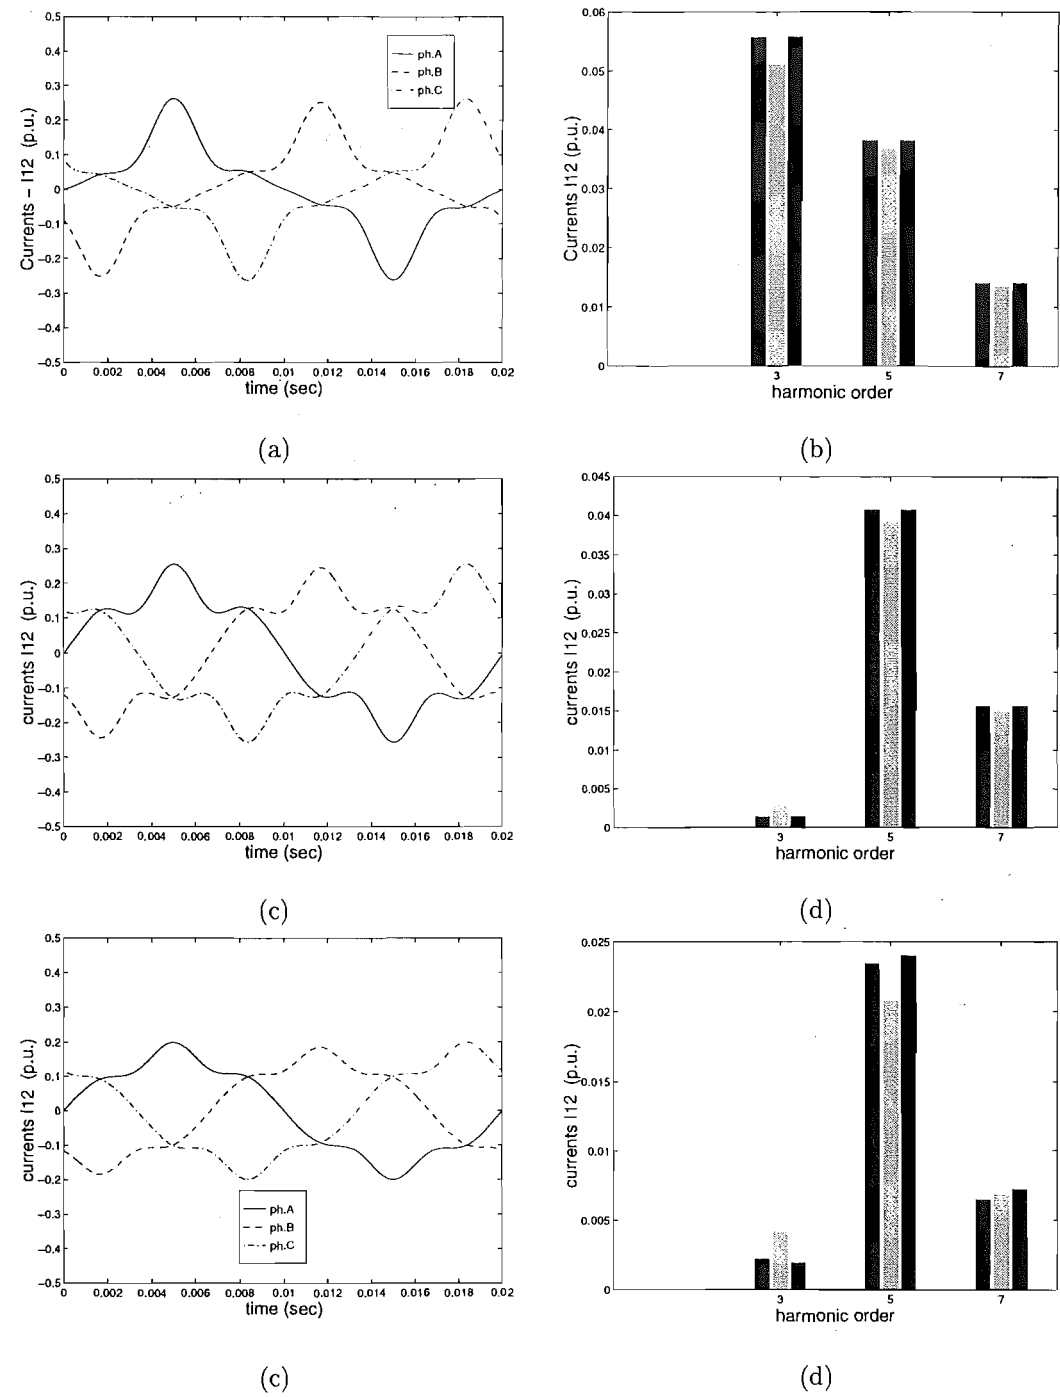 0.5
0.4
0.3
0.2
0.1
0
−0.1
−0.2
−0.3
−0.4
−0.5
Currents − I12 (p.u.)
ph.A
ph.B
ph.C
0 0.002 0.004 0.006 0.008 0.01 0.012 0.014 0.016 0.018 0.02
time (sec)
(a)
0.06
0.05
0.04
0.03
0.02
0.01
0
Currents I12 (p.u.)
3 5 7
harmonic order
(b)
0.5
0.4
0.3
0.2
0.1
0
−0.1
−0.2
−0.3
−0.4
−0.5
currents I12 (p.u.)
0 0.002 0.004 0.006 0.008 0.01 0.012 0.014 0.016 0.018 0.02
time (sec)
(c)
0.045
0.04
0.035
0.03
0.025
0.02
0.015
0.01
0.005
0
currents I12 (p.u.)
3 5 7
harmonic order
(d)
0.5
0.4
0.3
0.2
0.1
0
−0.1
−0.2
−0.3
−0.4
−0.5
currents I12 (p.u.)
ph.A
ph.B
ph.C
0 0.002 0.004 0.006 0.008 0.01 0.012 0.014 0.016 0.018 0.02
time (sec)
(c)
0.025
0.02
0.015
0.01
0.005
0
currents I12 (p.u.)
3 5 7
harmonic order
(d)